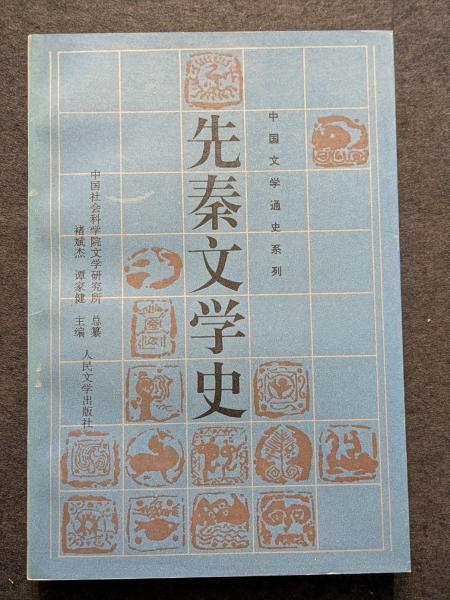 中国文学通史系列
先秦文学史
中国社会科学院文学研究所 总纂
褚斌杰 谭家健 主编
人民文学出版社